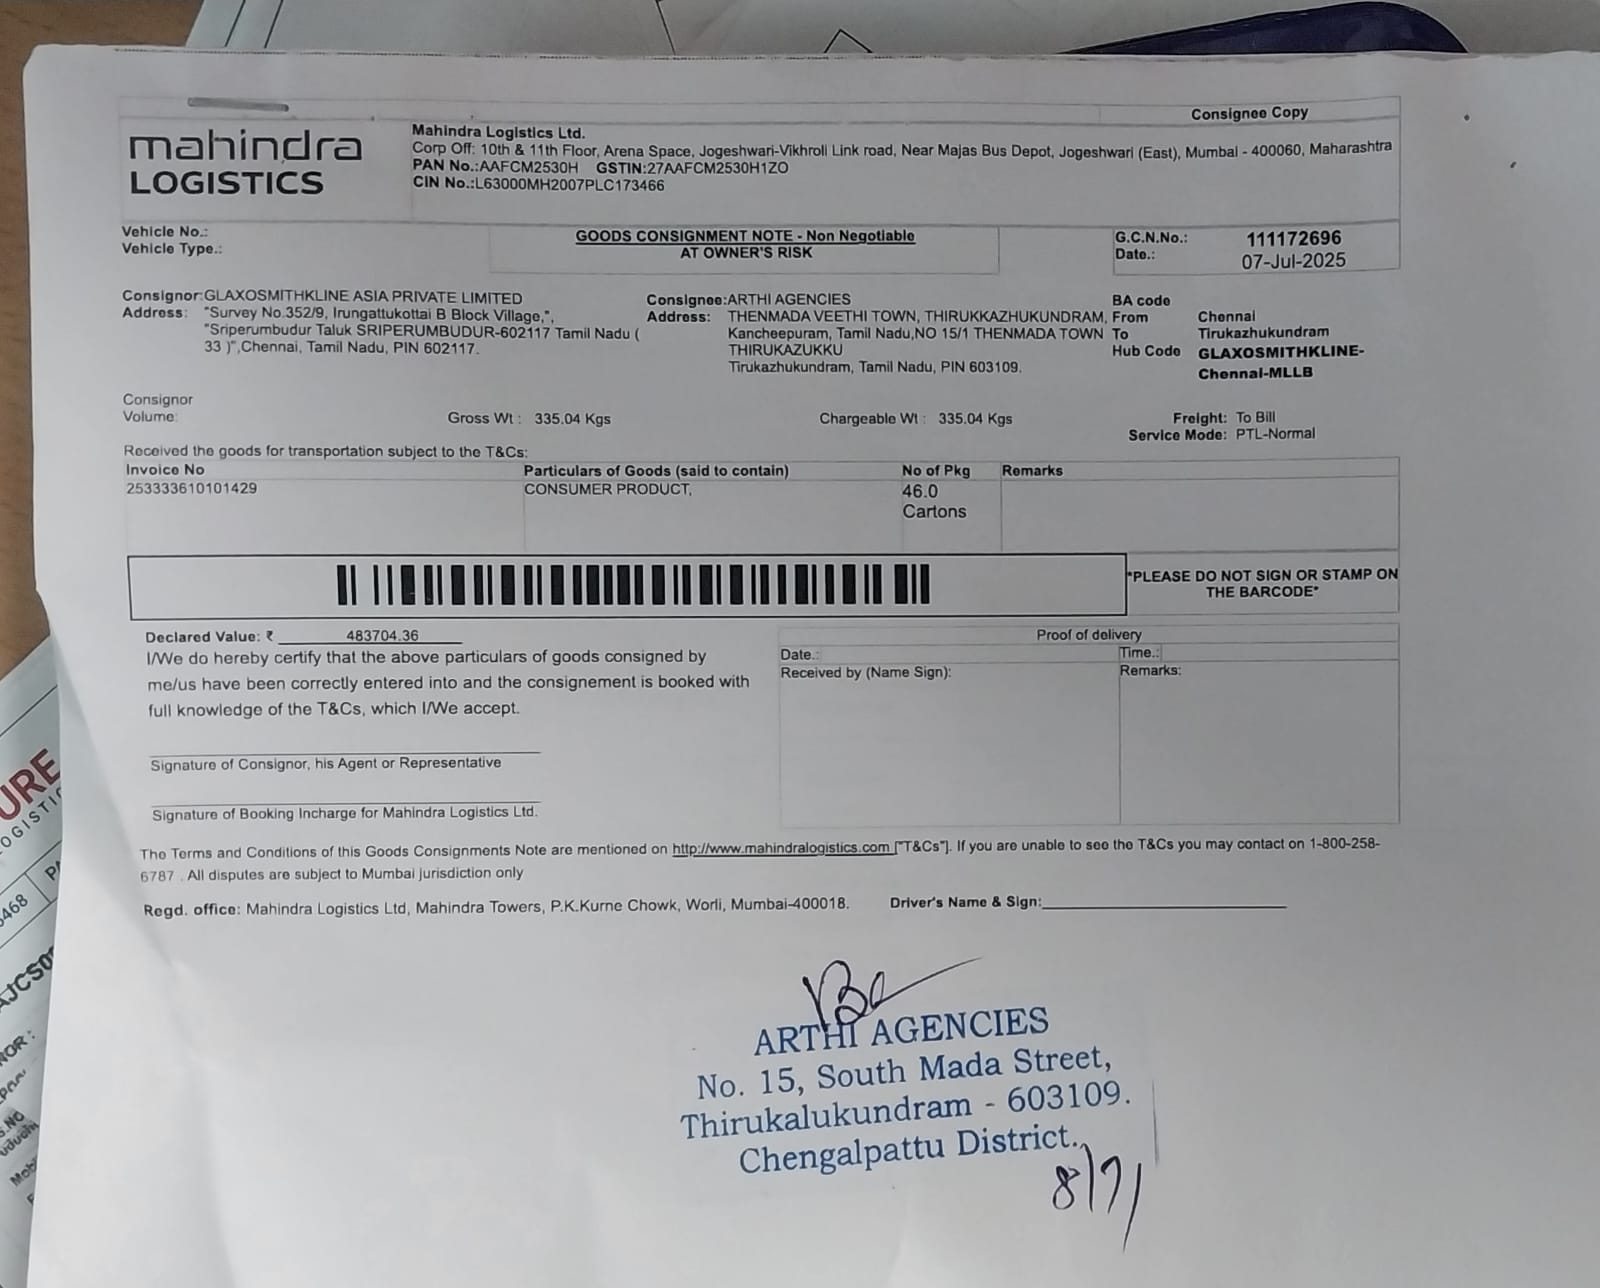 Consignee Copy
mahindra
LOGISTICS
Mahindra Logistics Ltd.
Corp Off: 10th & 11th Floor, Arena Space, Jogeshwari-Vikhroli Link road, Near Majas Bus Depot, Jogeshwari (East), Mumbai - 400060, Maharashtra
PAN No.:AAFCM2530H GSTIN:27AAFCM2530H1ZO
CIN No.:L63000MH2007PLC173466
Vehicle No.:
Vehicle Type.:
GOODS CONSIGNMENT NOTE - Non Negotiable
AT OWNER'S RISK
G.C.N.No.: 111172696
Date.: 07-Jul-2025
Consignor:GLAXOSMITHKLINE ASIA PRIVATE LIMITED
Address: "Survey No.352/9, Irungattukottai B Block Village,",
"Sriperumbudur Taluk SRIPERUMBUDUR-602117 Tamil Nadu (
33 )",Chennai, Tamil Nadu, PIN 602117.
Consignee:ARTHI AGENCIES
Address: THENMADA VEETHI TOWN, THIRUKKAZHUKUNDRAM,
Kancheepuram, Tamil Nadu,NO 15/1 THENMADA TOWN
THIRUKAZUKKU
Tirukazhukundram, Tamil Nadu, PIN 603109.
BA code
From Chennai
To Tirukazhukundram
Hub Code GLAXOSMITHKLINE-
Chennai-MLLB
Consignor
Volume:
Gross Wt : 335.04 Kgs
Chargeable Wt : 335.04 Kgs
Freight: To Bill
Service Mode: PTL-Normal
Received the goods for transportation subject to the T&Cs:
Invoice No Particulars of Goods (said to contain) No of Pkg Remarks
253333610101429 CONSUMER PRODUCT, 46.0
Cartons
*PLEASE DO NOT SIGN OR STAMP ON
THE BARCODE*
Declared Value: ₹ 483704.36
I/We do hereby certify that the above particulars of goods consigned by
me/us have been correctly entered into and the consignement is booked with
full knowledge of the T&Cs, which I/We accept.
Proof of delivery
Date.: Time.:
Received by (Name Sign): Remarks:
Signature of Consignor, his Agent or Representative
Signature of Booking Incharge for Mahindra Logistics Ltd.
The Terms and Conditions of this Goods Consignments Note are mentioned on http://www.mahindralogistics.com ["T&Cs"]. If you are unable to see the T&Cs you may contact on 1-800-258-
6787 . All disputes are subject to Mumbai jurisdiction only
Regd. office: Mahindra Logistics Ltd, Mahindra Towers, P.K.Kurne Chowk, Worli, Mumbai-400018. Driver's Name & Sign:
ARTHI AGENCIES
No. 15, South Mada Street,
Thirukalukundram - 603109.
Chengalpattu District.
8/7/
URE
OGISTIC
468
AJCS0
NOR :